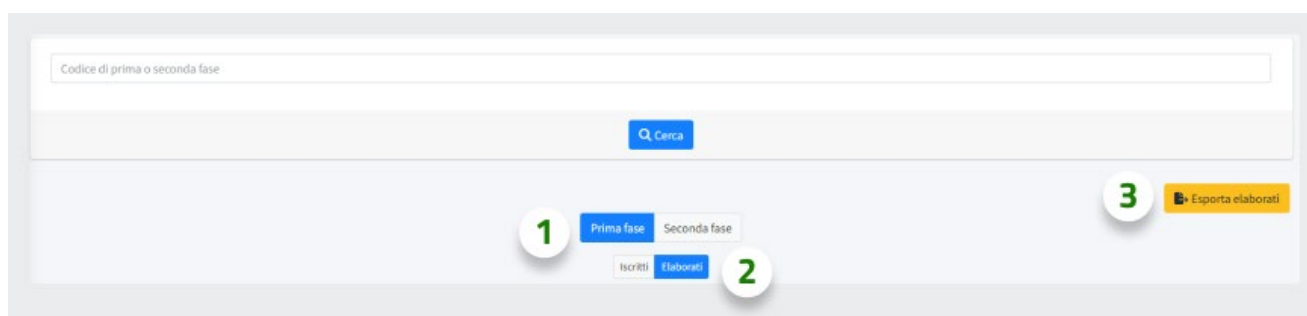 Codice di prima o seconda fase
Cerca
3 Esporta elaborati
1 Prima fase Seconda fase
Iscritti Elaborati 2